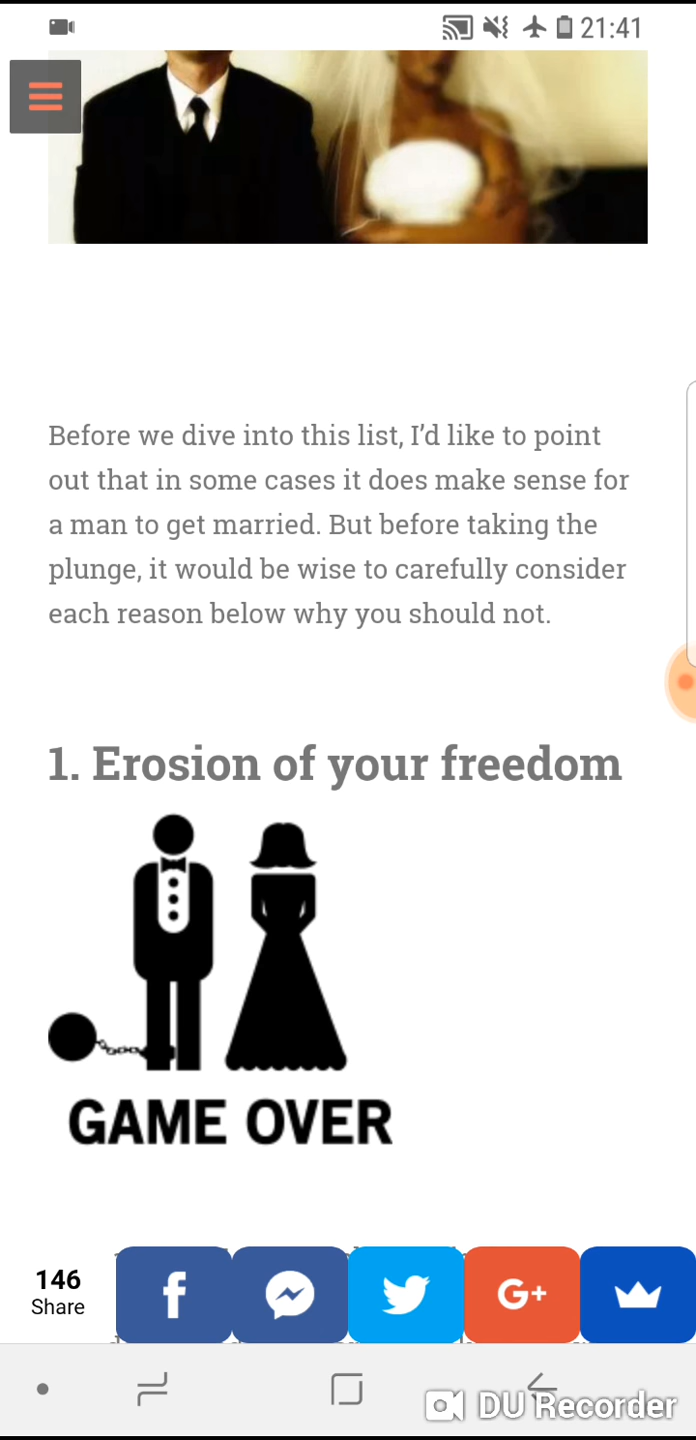 21:41
Before we dive into this list, I’d like to point
out that in some cases it does make sense for
a man to get married. But before taking the
plunge, it would be wise to carefully consider
each reason below why you should not.
1. Erosion of your freedom
GAME OVER
146
Share
f
G+
DU Recorder